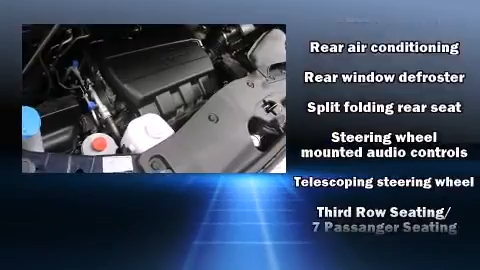 Rear air conditioning
Rear window defroster
Split folding rear seat
Steering wheel
mounted audio controls
Telescoping steering wheel
Third Row Seating/
7 Passanger Seating